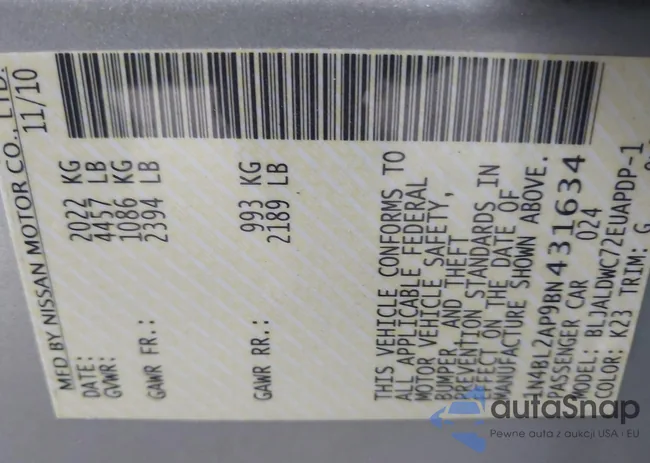 MFD BY NISSAN MOTOR CO., LTD.
DATE: 11/10
GVWR: 2022 KG
4457 LB
GAWR FR.: 1086 KG
2394 LB
GAWR RR.: 993 KG
2189 LB
THIS VEHICLE CONFORMS TO
ALL APPLICABLE FEDERAL
MOTOR VEHICLE SAFETY,
BUMPER, AND THEFT
PREVENTION STANDARDS IN
EFFECT ON THE DATE OF
MANUFACTURE SHOWN ABOVE.
1N4BL2AP9BN431634
PASSENGER CAR 024
MODEL: BLJALDWC72EUAPDP-1
COLOR: K23 TRIM: G
autoSnap
Pewne auta z aukcji USA - EU